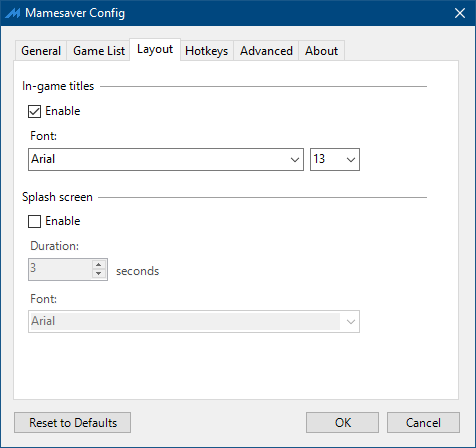 Mamesaver Config
General Game List Layout Hotkeys Advanced About
In-game titles
Enable
Font:
Arial 13
Splash screen
Enable
Duration:
3 seconds
Font:
Arial
Reset to Defaults OK Cancel